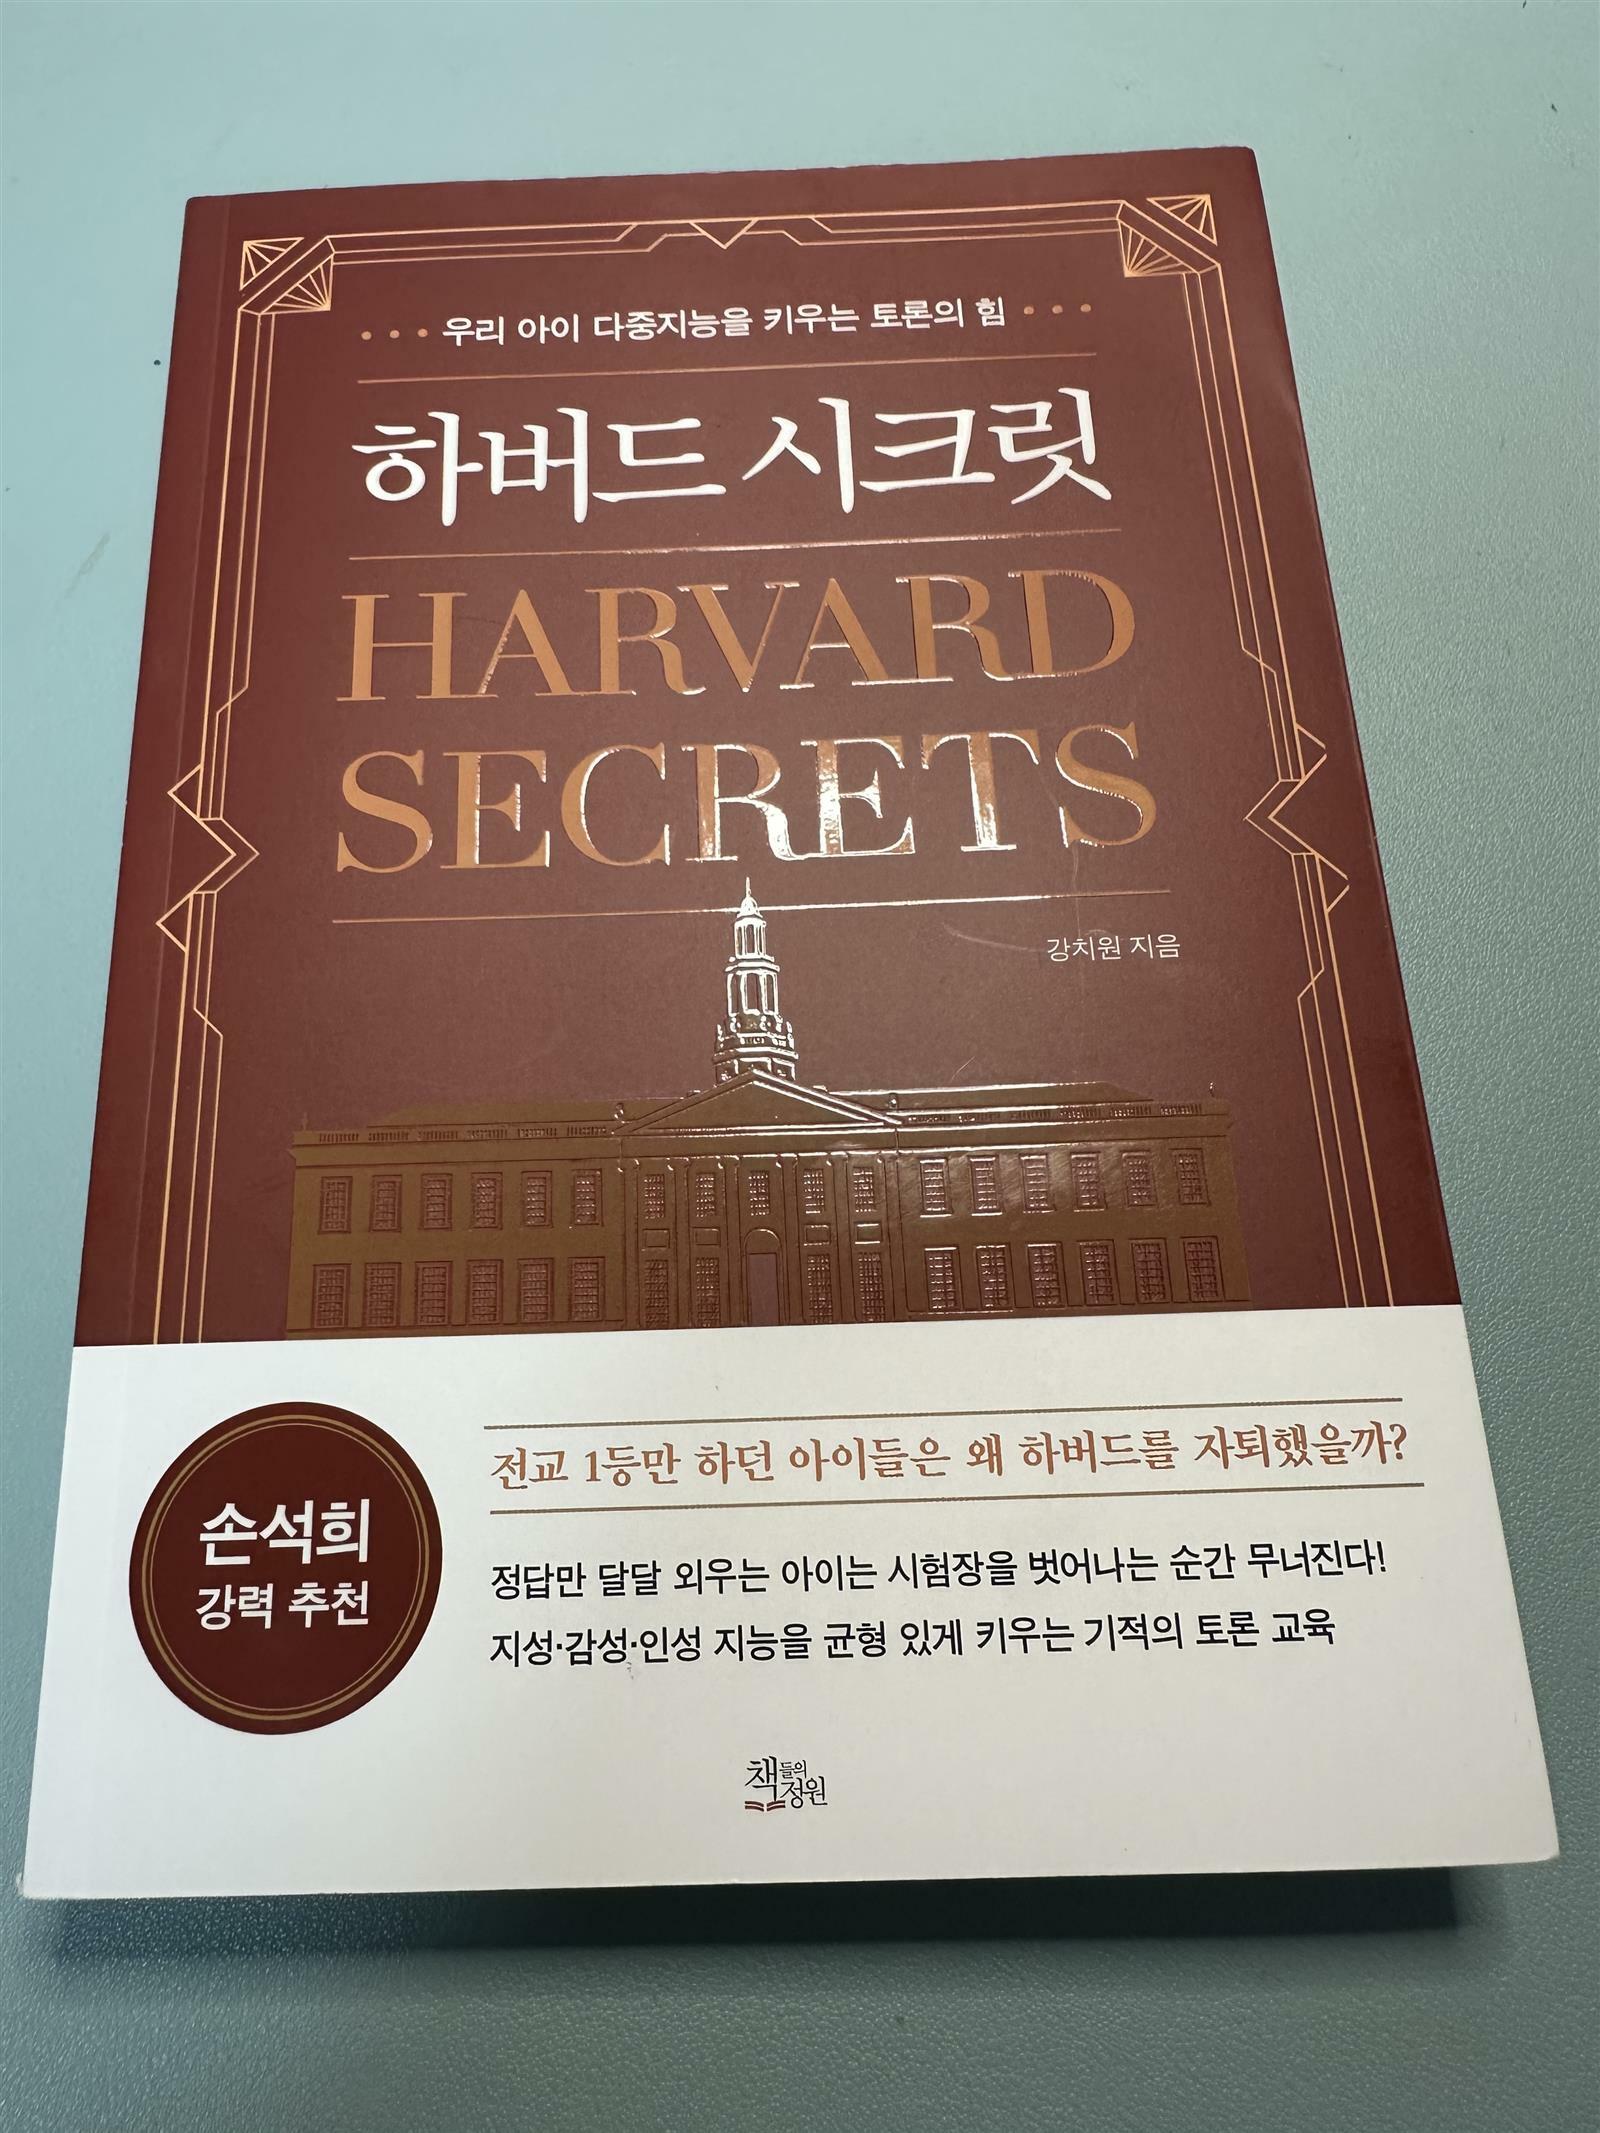 우리 아이 다중지능을 키우는 토론의 힘
하버드 시크릿
HARVARD
SECRETS
강치원 지음
손석희
강력 추천
전교 1등만 하던 아이들은 왜 하버드를 자퇴했을까?
정답만 달달 외우는 아이는 시험장을 벗어나는 순간 무너진다!
지성·감성·인성 지능을 균형 있게 키우는 기적의 토론 교육
책들의정원